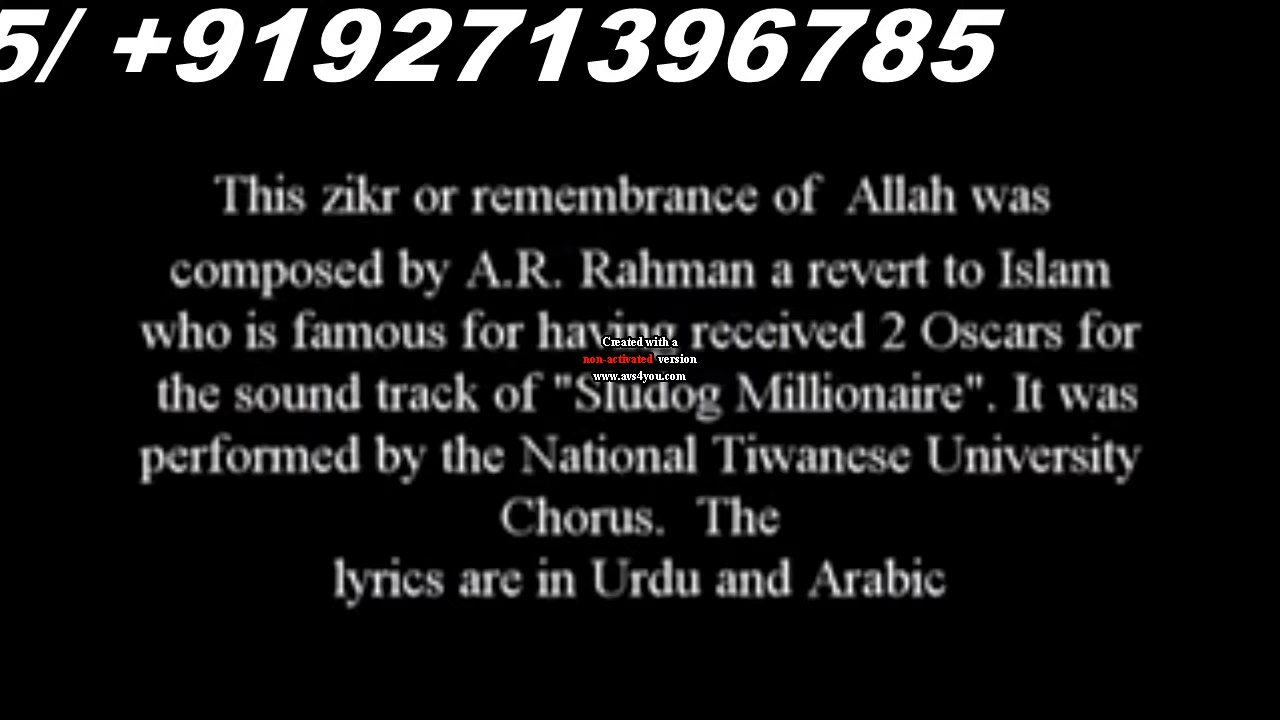 5/ +919271396785
This zikr or remembrance of Allah was
composed by A.R. Rahman a revert to Islam
who is famous for having received 2 Oscars for
Created with a
non-activated version
www.avs4you.com
the sound track of "Sludog Millionaire". It was
performed by the National Tiwanese University
Chorus. The
lyrics are in Urdu and Arabic